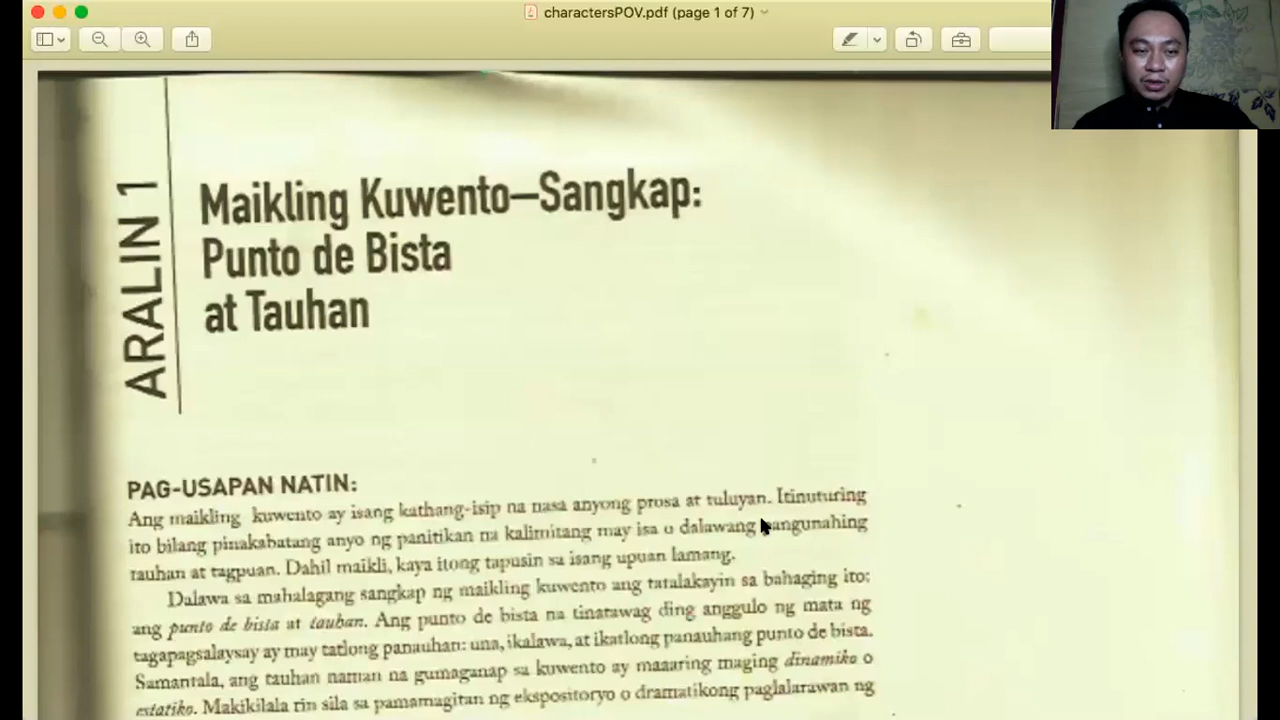 charactersPOV.pdf (page 1 of 7)
ARALIN 1
Maikling Kuwento—Sangkap:
Punto de Bista
at Tauhan
PAG-USAPAN NATIN:
Ang maikling kuwento ay isang kathang-isip na nasa anyong prosa at tuluyan. Itinuturing
ito bilang pinakabatang anyo ng panitikan na kalimitang may isa o dalawang pangunahing
tauhan at tagpuan. Dahil maikli, kaya itong tapusin sa isang upuan lamang.
Dalawa sa mahalagang sangkap ng maikling kuwento ang tatalakayin sa bahaging ito:
ang punto de bista at tauhan. Ang punto de bista na tinatawag ding anggulo ng mata ng
tagapagsalaysay ay may tatlong panauhan: una, ikalawa, at ikatlong panauhang punto de bista.
Samantala, ang tauhan naman na gumaganap sa kuwento ay maaaring maging dinamiko o
estatiko. Makikilala rin sila sa pamamagitan ng ekspositoryo o dramatikong paglalarawan ng